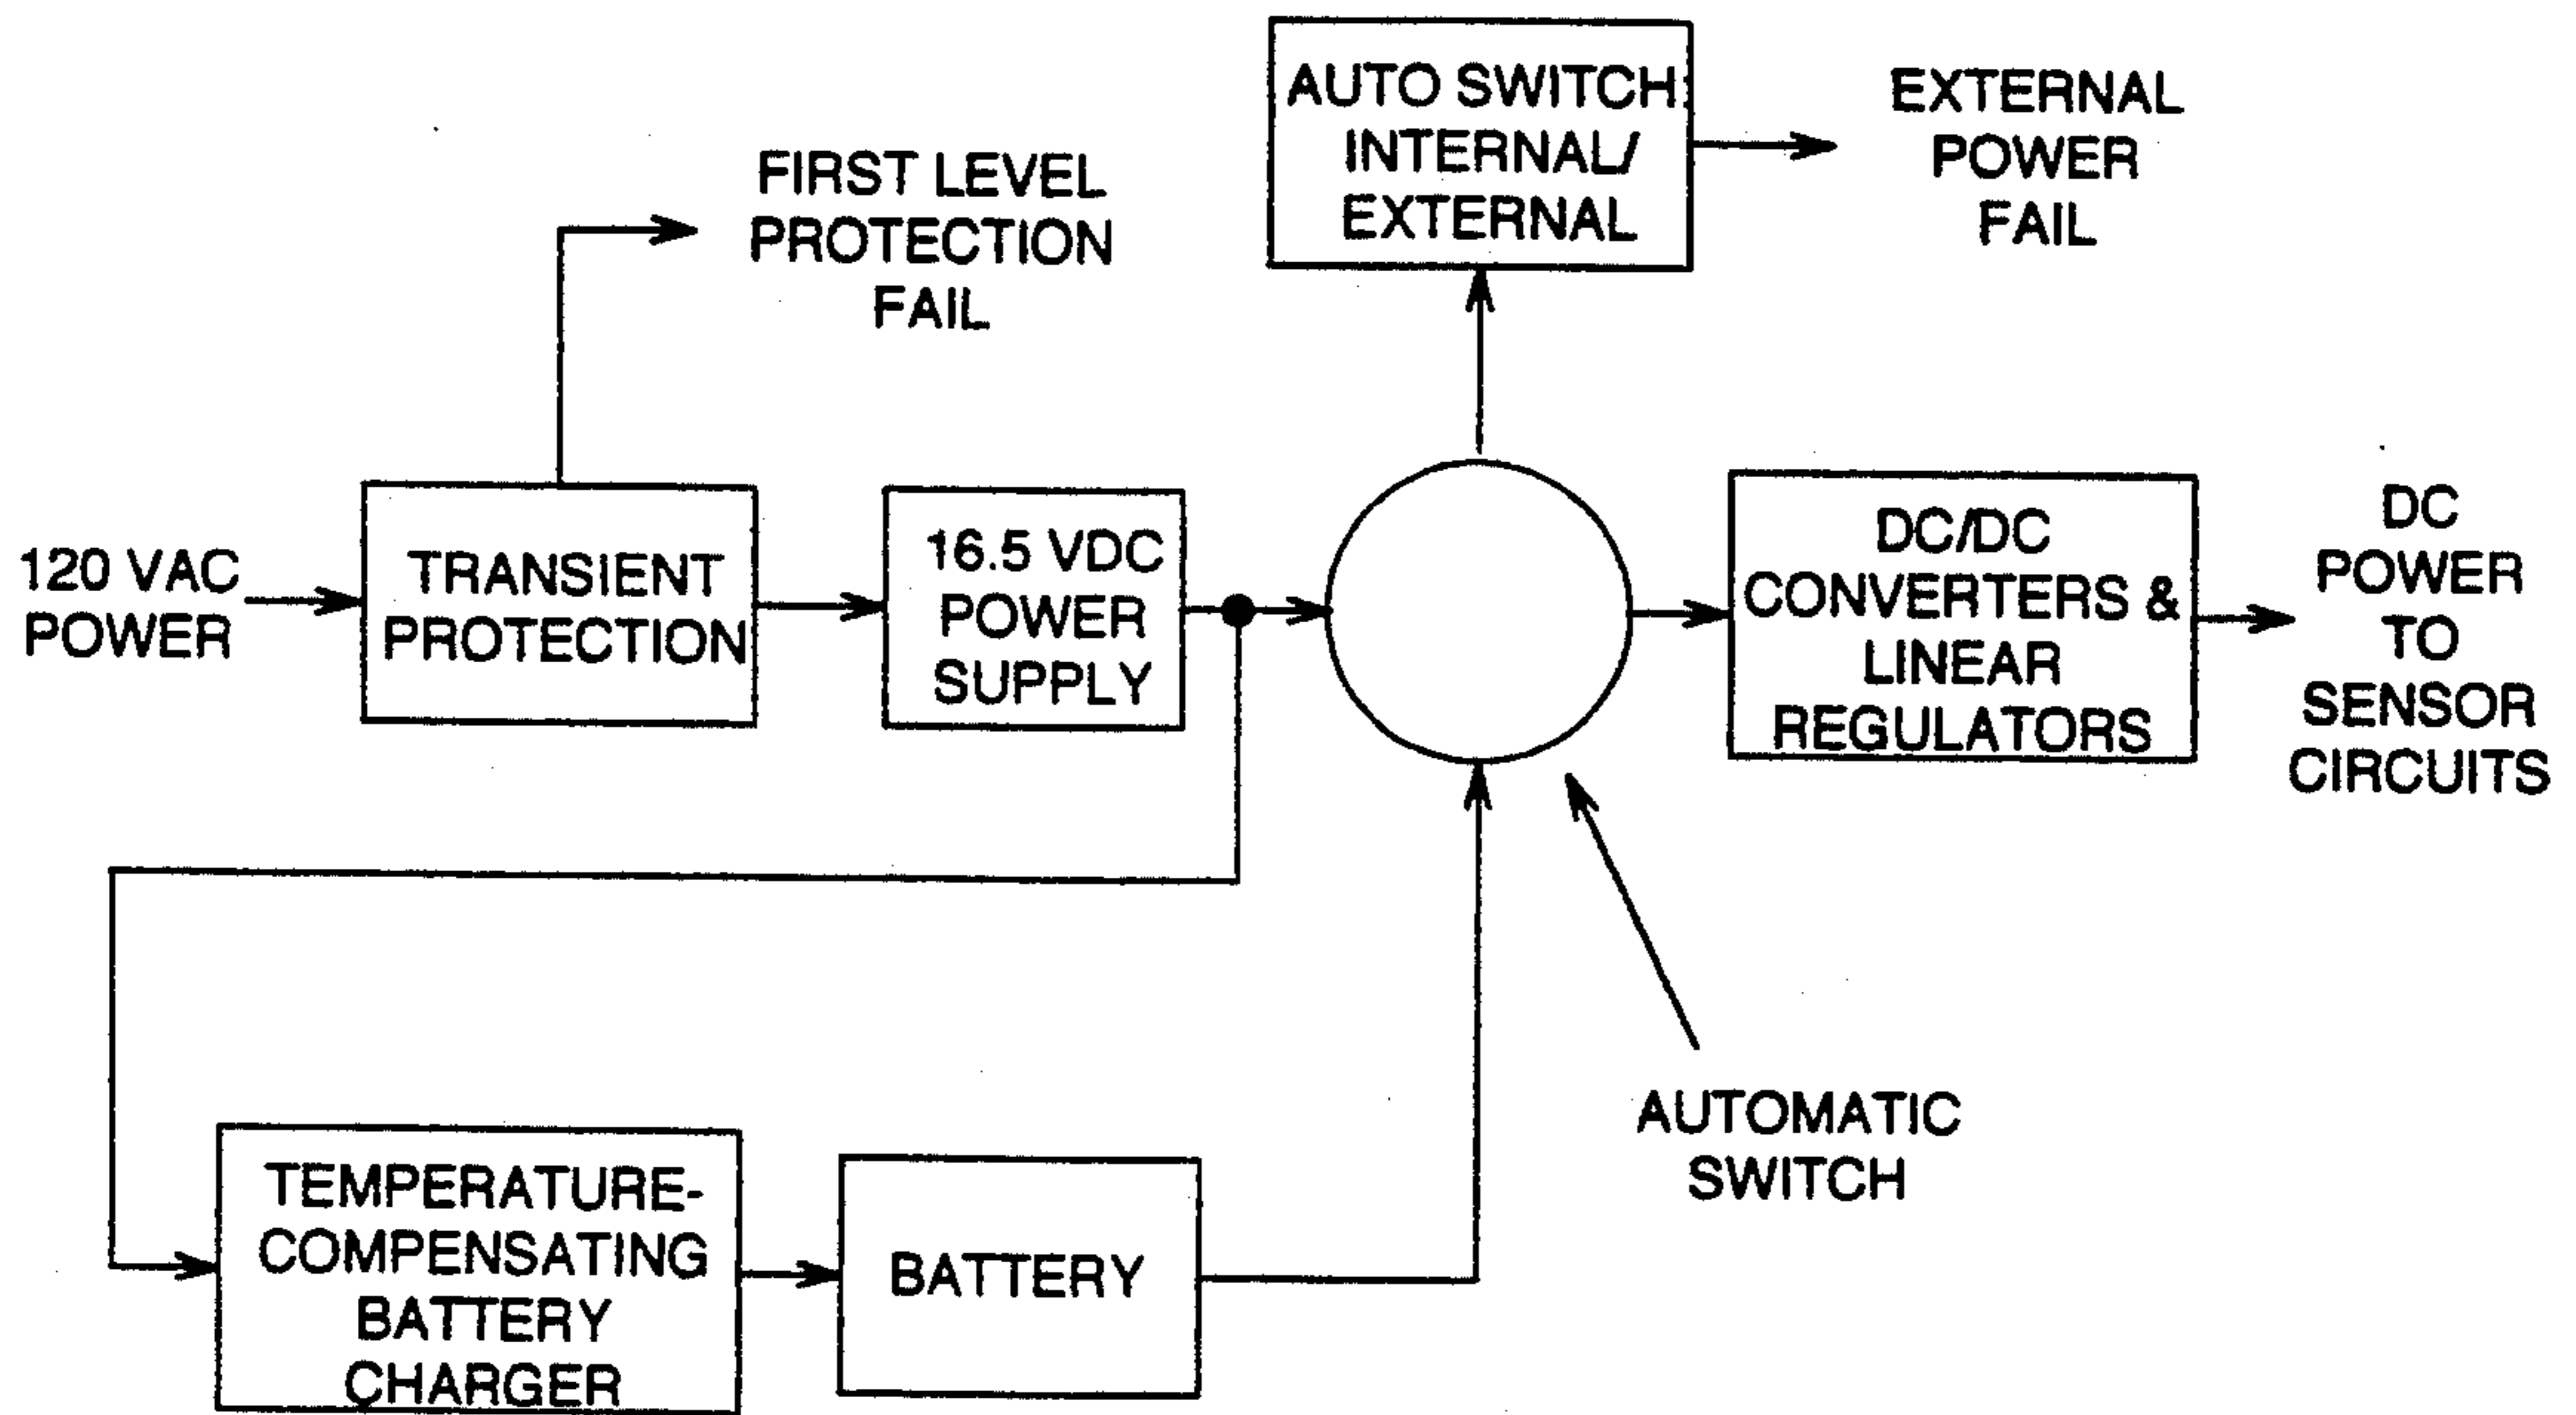 AUTO SWITCH
INTERNAL/
EXTERNAL
EXTERNAL
POWER
FAIL
FIRST LEVEL
PROTECTION
FAIL
120 VAC
POWER
TRANSIENT
PROTECTION
16.5 VDC
POWER
SUPPLY
DC/DC
CONVERTERS &
LINEAR
REGULATORS
DC
POWER
TO
SENSOR
CIRCUITS
AUTOMATIC
SWITCH
TEMPERATURE-
COMPENSATING
BATTERY
CHARGER
BATTERY